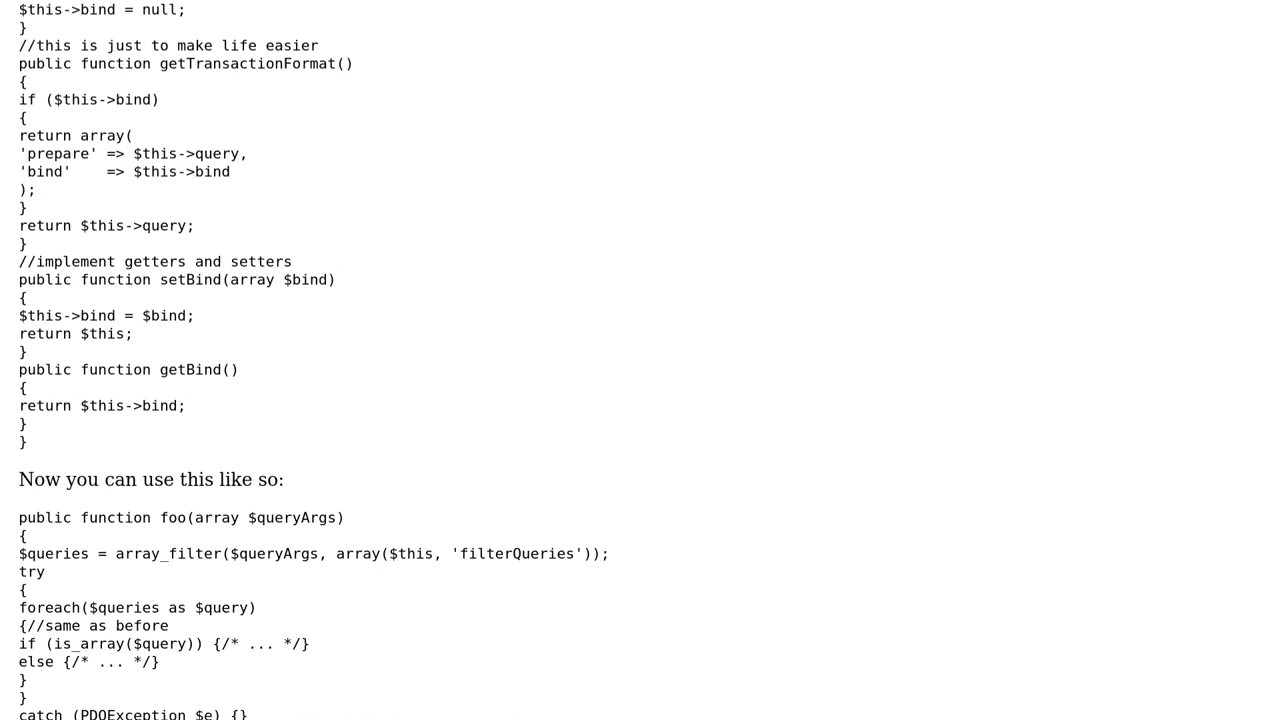 $this->bind = null;
}
//this is just to make life easier
public function getTransactionFormat()
{
if ($this->bind)
{
return array(
'prepare' => $this->query,
'bind'    => $this->bind
);
}
return $this->query;
}
//implement getters and setters
public function setBind(array $bind)
{
$this->bind = $bind;
return $this;
}
public function getBind()
{
return $this->bind;
}
}
Now you can use this like so:
public function foo(array $queryArgs)
{
$queries = array_filter($queryArgs, array($this, 'filterQueries'));
try
{
foreach($queries as $query)
{//same as before
if (is_array($query)) {/* ... */}
else {/* ... */}
}
}
catch (PDOException $e) {}